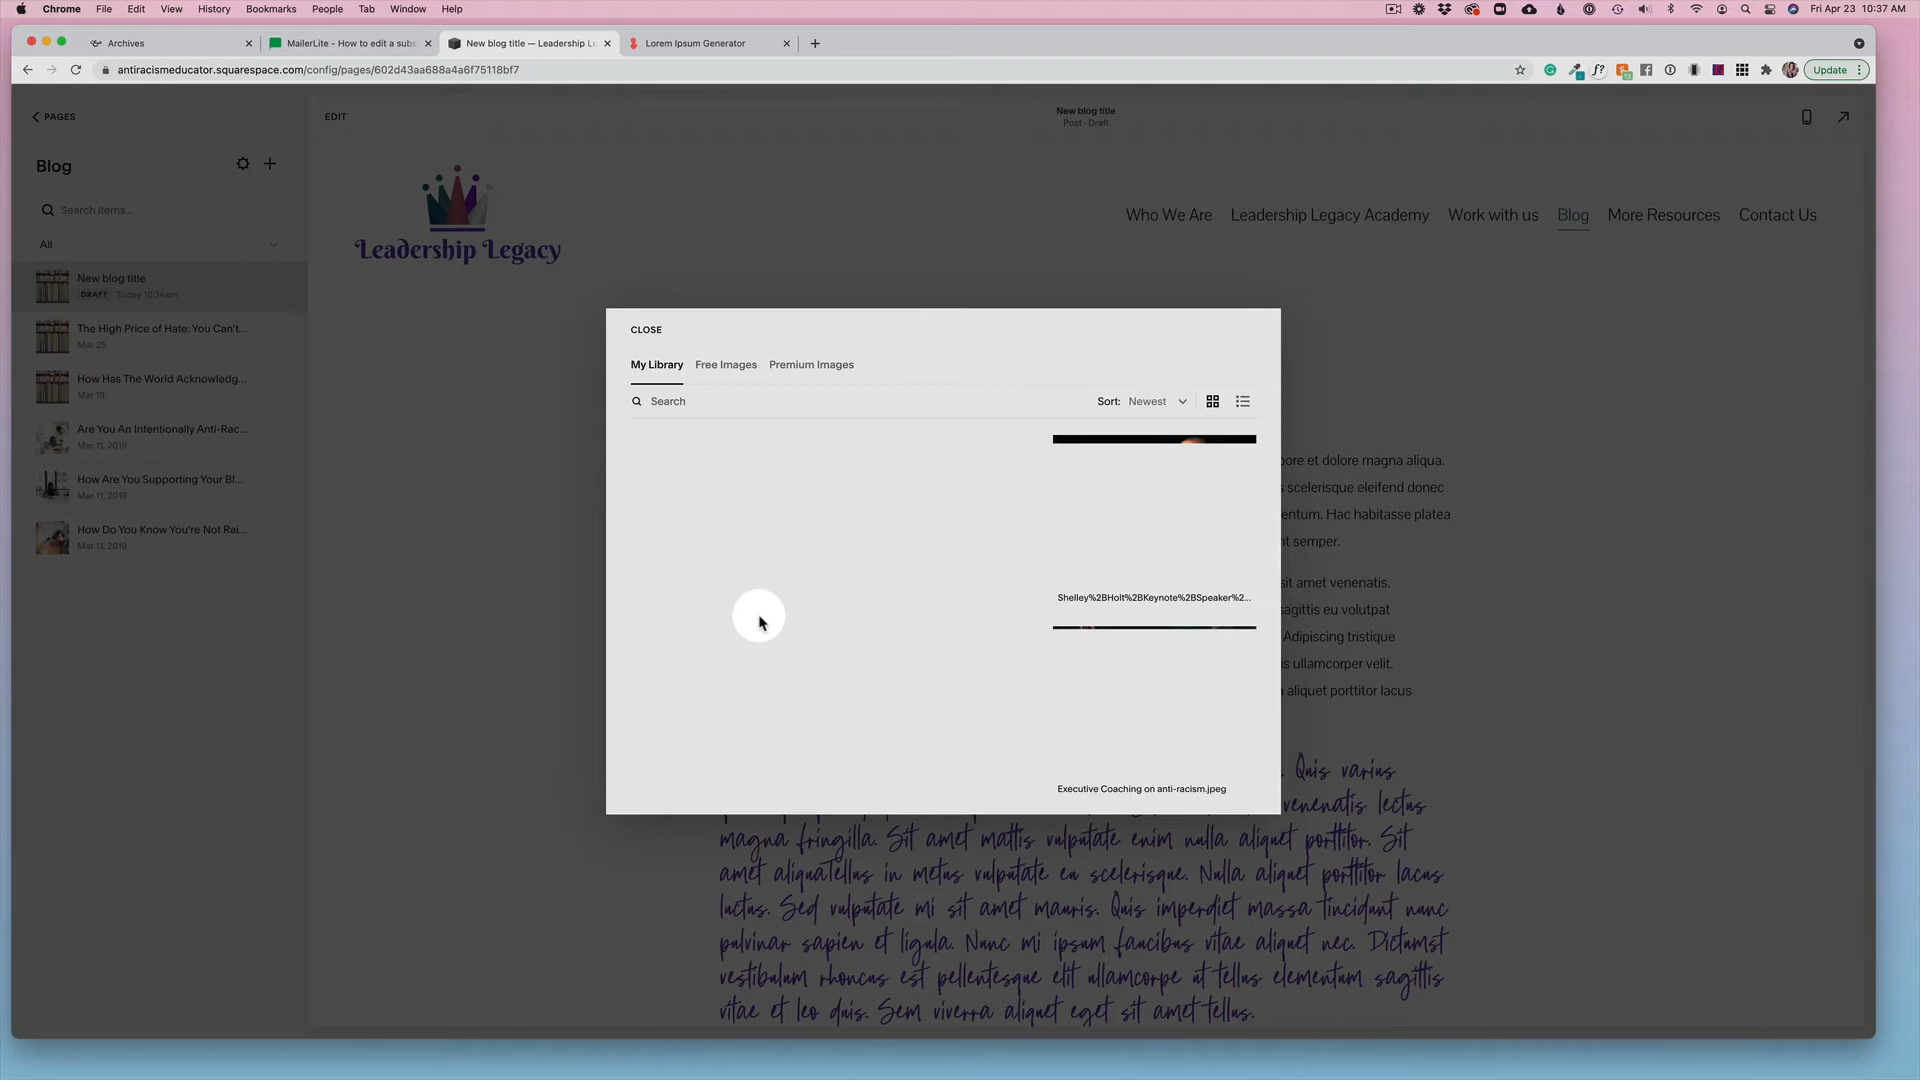 Chrome File Edit View History Bookmarks People Tab Window Help Fri Apr 23 10:37 AM
Archives MailerLite - How to edit a subs New blog title — Leadership Le Lorem Ipsum Generator
antiracismeducator.squarespace.com/config/pages/602d43aa688a4a6f75118bf7 Update
PAGES EDIT New blog title
Post · Draft
Blog
Search items...
All
New blog title
DRAFT Today 10:34am
The High Price of Hate: You Can't...
Mar 25
How Has The World Acknowledg...
Mar 19
Are You An Intentionally Anti-Rac...
Mar 11, 2019
How Are You Supporting Your Bl...
Mar 11, 2019
How Do You Know You're Not Rai...
Mar 11, 2019
Leadership Legacy
Who We Are Leadership Legacy Academy Work with us Blog More Resources Contact Us
CLOSE
My Library Free Images Premium Images
Search Sort: Newest
Shelley%2BHolt%2BKeynote%2BSpeaker%2...
Executive Coaching on anti-racism.jpeg
ore et dolore magna aliqua.
s scelerisque eleifend donec
entum. Hac habitasse platea
nt semper.
sit amet venenatis.
sagittis eu volutpat
Adipiscing tristique
is ullamcorper velit.
a aliquet porttitor lacus
. Quis varius
venenatis lectus
magna fringilla. Sit amet mattis vulputate enim nulla aliquet porttitor. Sit
amet aliquaTellus in metus vulputate eu scelerisque. Nulla aliquet porttitor lacus
luctus. Sed vulputate mi sit amet mauris. Quis imperdiet massa tincidunt nunc
pulvinar sapien et ligula. Nunc mi ipsum faucibus vitae aliquet nec. Dictumst
vestibulum rhoncus est pellentesque elit ullamcorpe ut tellus elementum sagittis
vitae et leo duis. Sem viverra aliquet eget sit amet tellus.